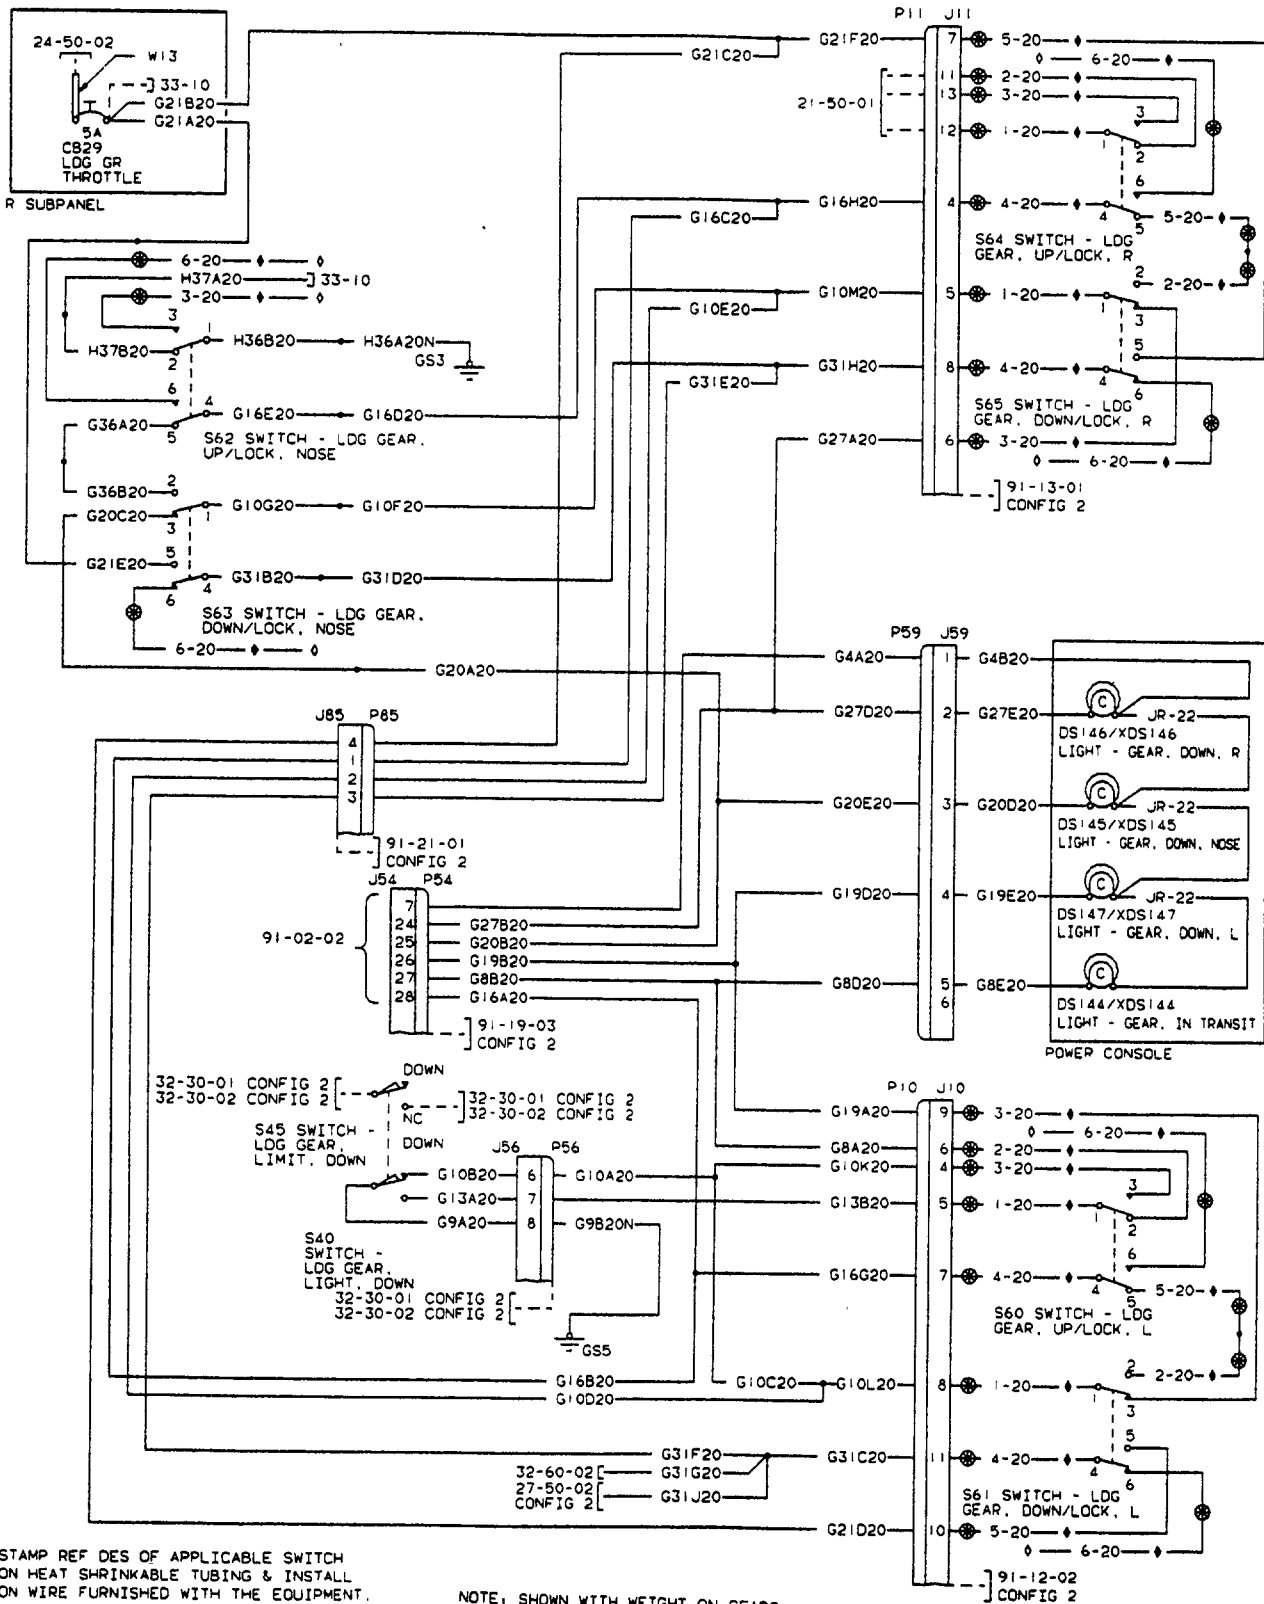 24-50-02
W13
33-10
G21B20
G21A20
5A
CB29
LDG GR
THROTTLE
R SUBPANEL
6-20
H37A20
33-10
3-20
3
1
H37B20
2
H36B20
H36A20N
GS3
6
4
G36A20
5
G16E20
G16D20
S62 SWITCH - LDG GEAR,
UP/LOCK, NOSE
2
G36B20
G20C20
3
1
G10G20
G10F20
5
G21E20
6
4
G31B20
G31D20
S63 SWITCH - LDG GEAR,
DOWN/LOCK, NOSE
6-20
G20A20
P11 J11
G21F20
7
5-20
G21C20
6-20
11
2-20
21-50-01
13
3-20
3
12
1-20
1
2
6
G16H20
4
4-20
4
5
5-20
G16C20
S64 SWITCH - LDG
GEAR, UP/LOCK, R
2
2-20
G10M20
5
1-20
1
3
G10E20
5
G31H20
8
4-20
4
6
G31E20
S65 SWITCH - LDG
GEAR, DOWN/LOCK, R
G27A20
6
3-20
6-20
91-13-01
CONFIG 2
P59 J59
G4A20
1
G4B20
G27D20
2
G27E20
C
JR-22
DS146/XDS146
LIGHT - GEAR, DOWN, R
G20E20
3
G20D20
C
JR-22
DS145/XDS145
LIGHT - GEAR, DOWN, NOSE
G19D20
4
G19E20
C
JR-22
DS147/XDS147
LIGHT - GEAR, DOWN, L
G8D20
5
G8E20
C
6
DS144/XDS144
LIGHT - GEAR, IN TRANSIT
POWER CONSOLE
J85 P85
4
1
2
3
91-21-01
CONFIG 2
J54 P54
7
24
G27B20
91-02-02
25
G20B20
26
G19B20
27
G8B20
28
G16A20
91-19-03
CONFIG 2
DOWN
32-30-01 CONFIG 2
32-30-02 CONFIG 2
NC
32-30-01 CONFIG 2
32-30-02 CONFIG 2
S45 SWITCH -
LDG GEAR,
LIMIT, DOWN
DOWN
J56 P56
G10B20
6
G10A20
G13A20
7
G9A20
8
G9B20N
S40
SWITCH -
LDG GEAR,
LIGHT, DOWN
32-30-01 CONFIG 2
32-30-02 CONFIG 2
GS5
G16B20
G10D20
G10C20
G31F20
32-60-02
G31G20
27-50-02
CONFIG 2
G31J20
P10 J10
G19A20
9
3-20
6-20
G8A20
6
2-20
G10K20
4
3-20
3
G13B20
5
1-20
1
2
6
G16G20
7
4-20
4
5
5-20
S60 SWITCH - LDG
GEAR, UP/LOCK, L
2
2-20
G10L20
8
1-20
1
3
5
G31C20
11
4-20
4
6
S61 SWITCH - LDG
GEAR, DOWN/LOCK, L
G21D20
10
5-20
6-20
91-12-02
CONFIG 2
STAMP REF DES OF APPLICABLE SWITCH
ON HEAT SHRINKABLE TUBING & INSTALL
ON WIRE FURNISHED WITH THE EQUIPMENT.
NOTE: SHOWN WITH WEIGHT ON GEARS